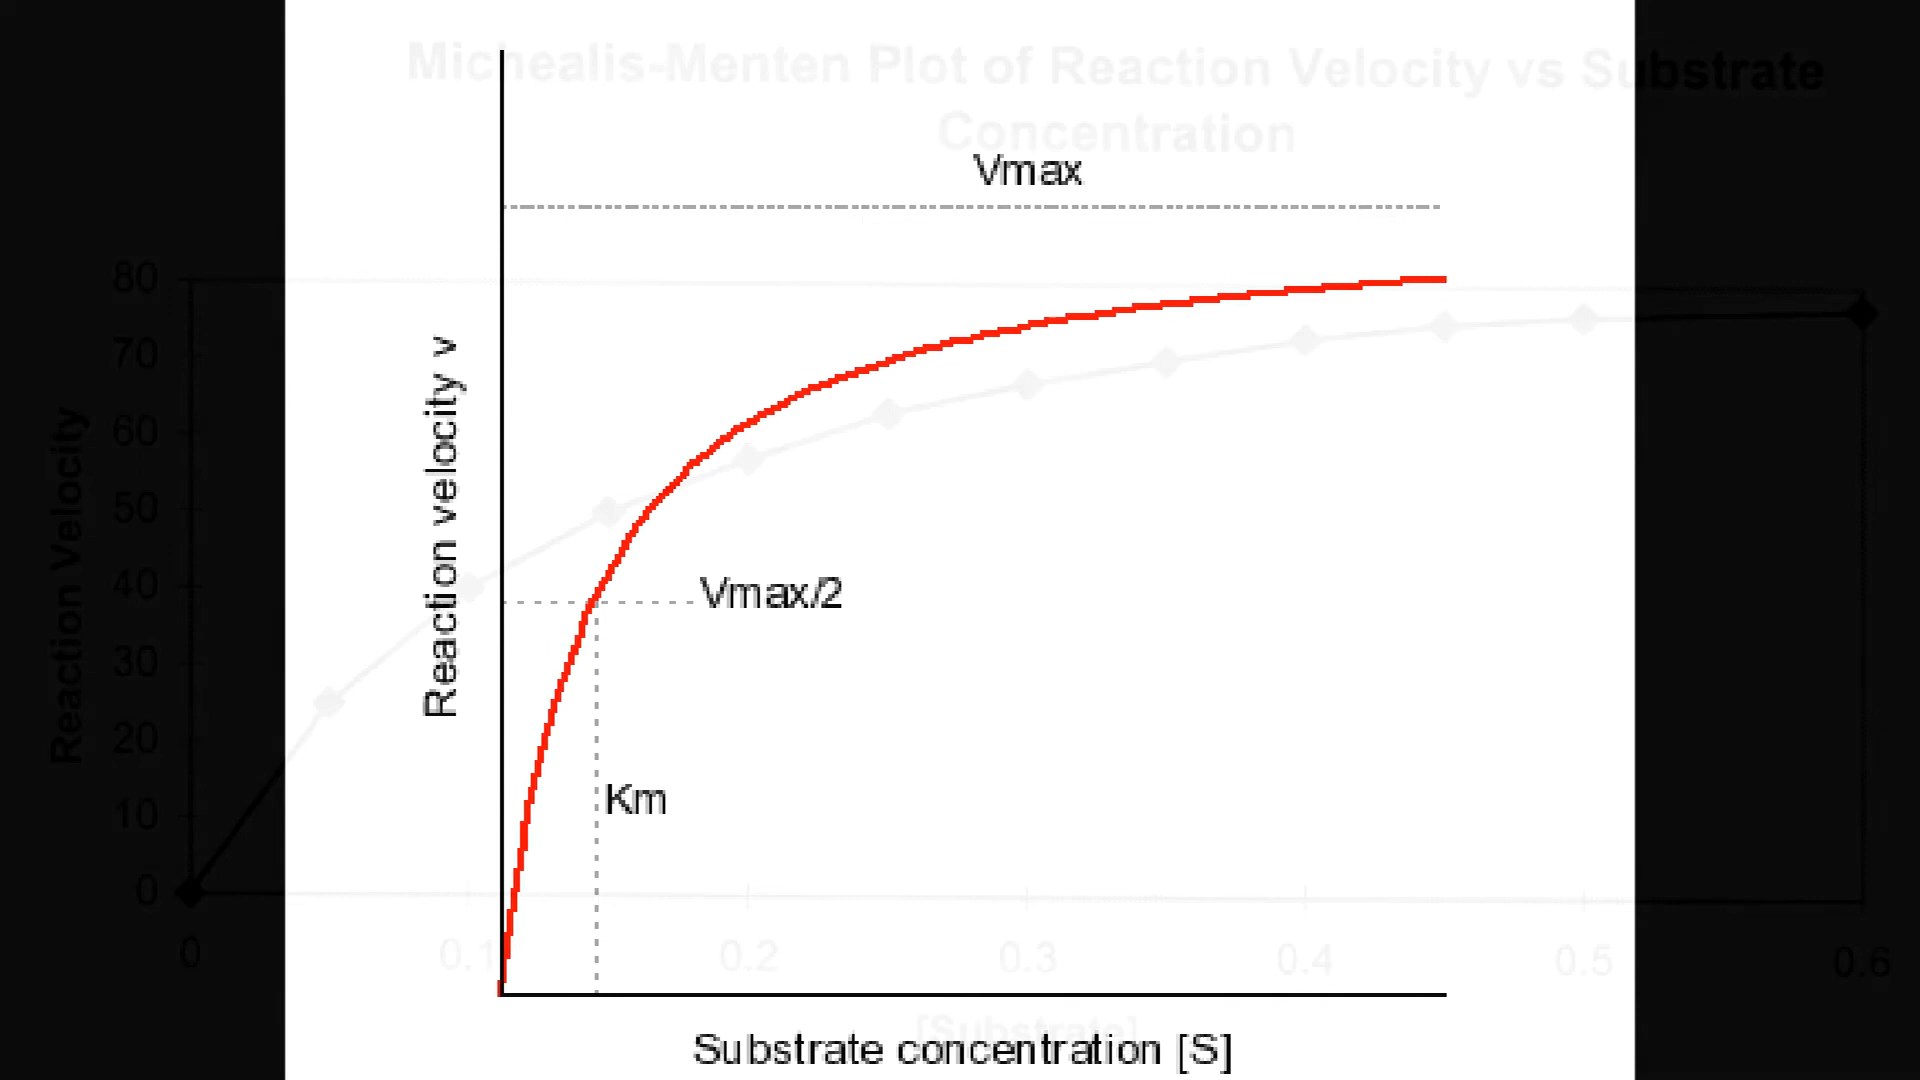 Michealis-Menten Plot of Reaction Velocity vs Substrate
Concentration
Vmax
80
70
60
50
40
30
20
10
0
Reaction Velocity
Reaction velocity v
Vmax/2
Km
0
0.1
0.2
0.3
0.4
0.5
0.6
[Substrate]
Substrate concentration [S]